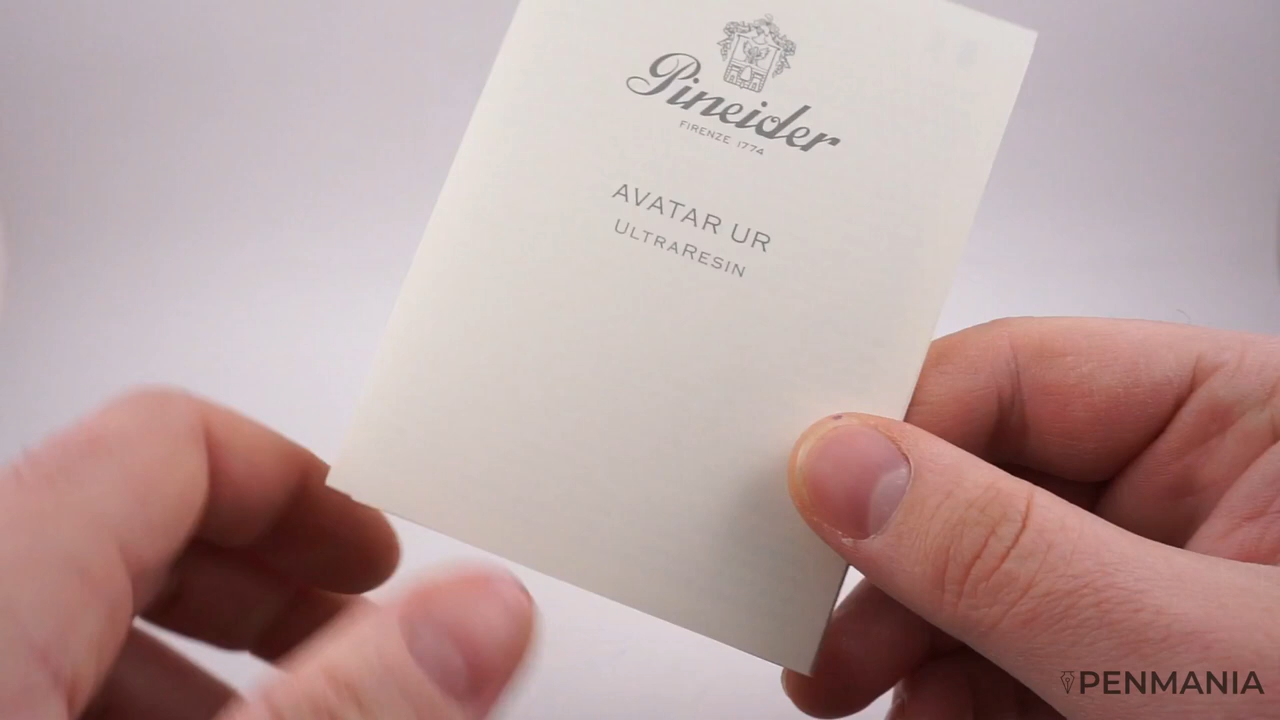 Pineider
FIRENZE 1774
AVATAR UR
ULTRARESIN
PENMANIA